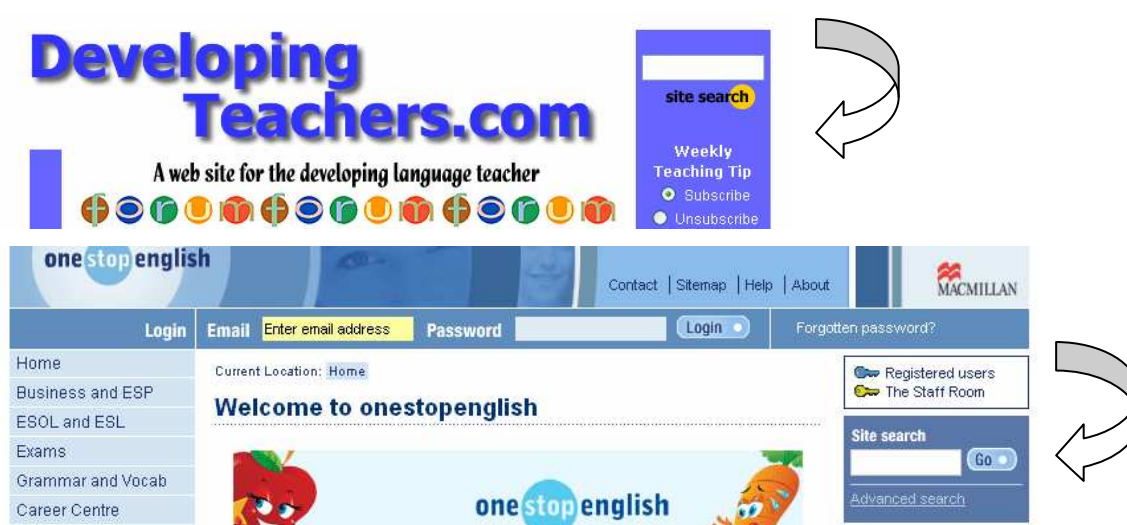 Developing
Teachers.com
A web site for the developing language teacher
forumforumforum
site search
Weekly
Teaching Tip
Subscribe
Unsubscribe
onestopenglish
Contact | Sitemap | Help | About
MACMILLAN
Login Email Enter email address Password Login Forgotten password?
Home
Business and ESP
ESOL and ESL
Exams
Grammar and Vocab
Career Centre
Current Location: Home
Welcome to onestopenglish
onestopenglish
Registered users
The Staff Room
Site search
Go
Advanced search